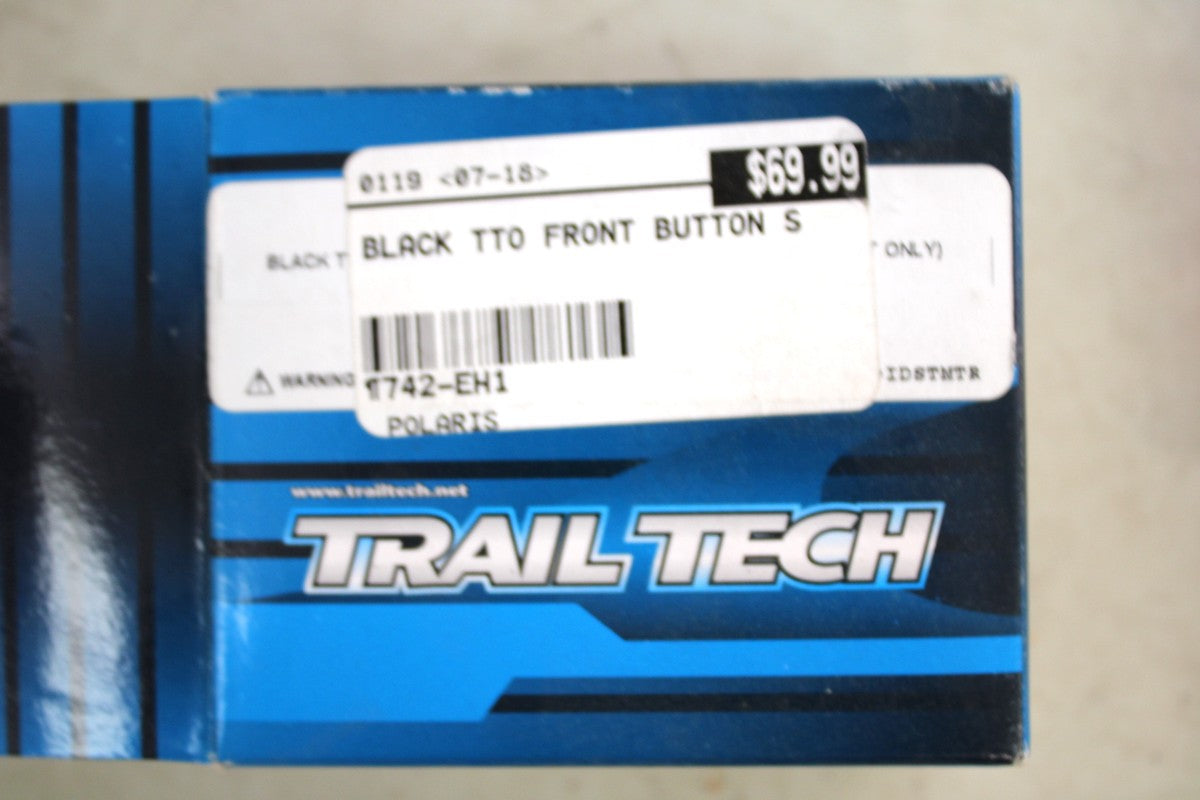 0119 <07-18>
$69.99
BLACK TTO FRONT BUTTON S
BLACK T
ONLY)
742-EH1
WARNING
IDSTMTR
POLARIS
www.trailtech.net
TRAIL TECH